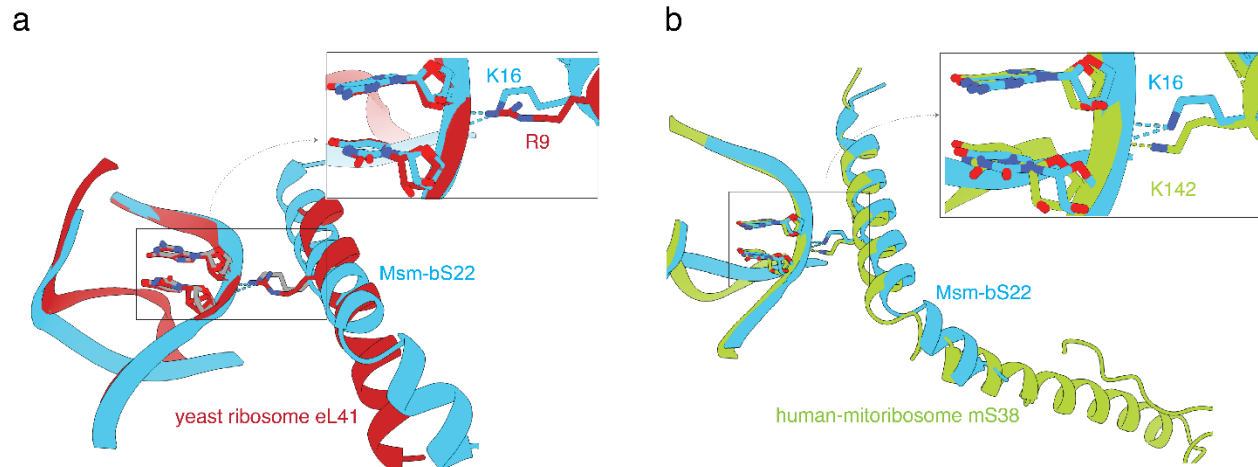 a
K16
R9
Msm-bS22
yeast ribosome eL41
b
K16
K142
Msm-bS22
human-mitoribosome mS38